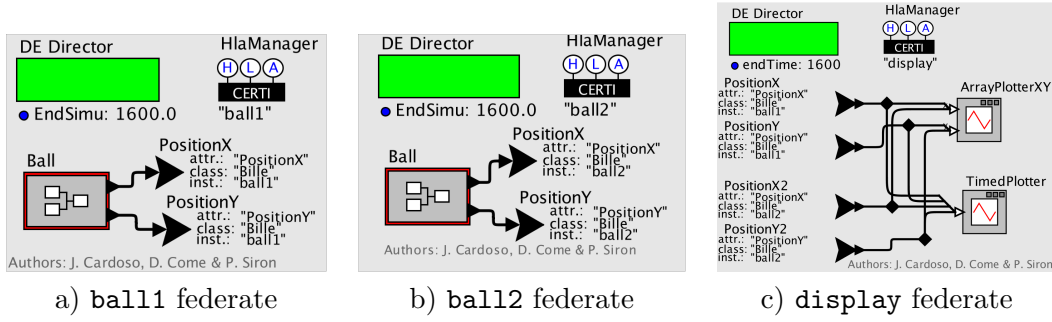 DE Director
HlaManager
H L A
CERTI
"ball1"
EndSimu: 1600.0
Ball
PositionX
attr.: "PositionX"
class: "Bille"
inst.: "ball1"
PositionY
attr.: "PositionY"
class: "Bille"
inst.: "ball1"
Authors: J. Cardoso, D. Come & P. Siron
a) ball1 federate
DE Director
HlaManager
H L A
CERTI
"ball2"
EndSimu: 1600.0
Ball
PositionX
attr.: "PositionX"
class: "Bille"
inst.: "ball2"
PositionY
attr.: "PositionY"
class: "Bille"
inst.: "ball2"
Authors: J. Cardoso, D. Come & P. Siron
b) ball2 federate
DE Director
HlaManager
H L A
CERTI
"display"
endTime: 1600
PositionX
attr.: "PositionX"
class: "Bille"
inst.: "ball1"
PositionY
attr.: "PositionY"
class: "Bille"
inst.: "ball1"
PositionX2
attr.: "PositionX"
class: "Bille"
inst.: "ball2"
PositionY2
attr.: "PositionY"
class: "Bille"
inst.: "ball2"
ArrayPlotterXY
TimedPlotter
Authors: J. Cardoso, D. Come & P. Siron
c) display federate